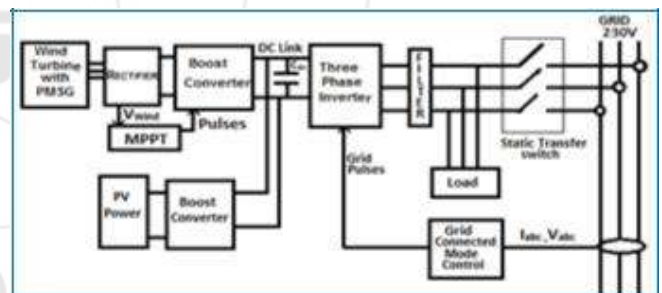 GRID
230V
Wind
Turbine
with
PMSG
RECTIFIER
Boost
Converter
DC Link
Three
Phase
Inverter
FILTER
Vwind
MPPT
Pulses
Static Transfer
switch
Grid
Pulses
Load
PV
Power
Boost
Converter
Grid
Connected
Mode
Control
Iabc,Vabc